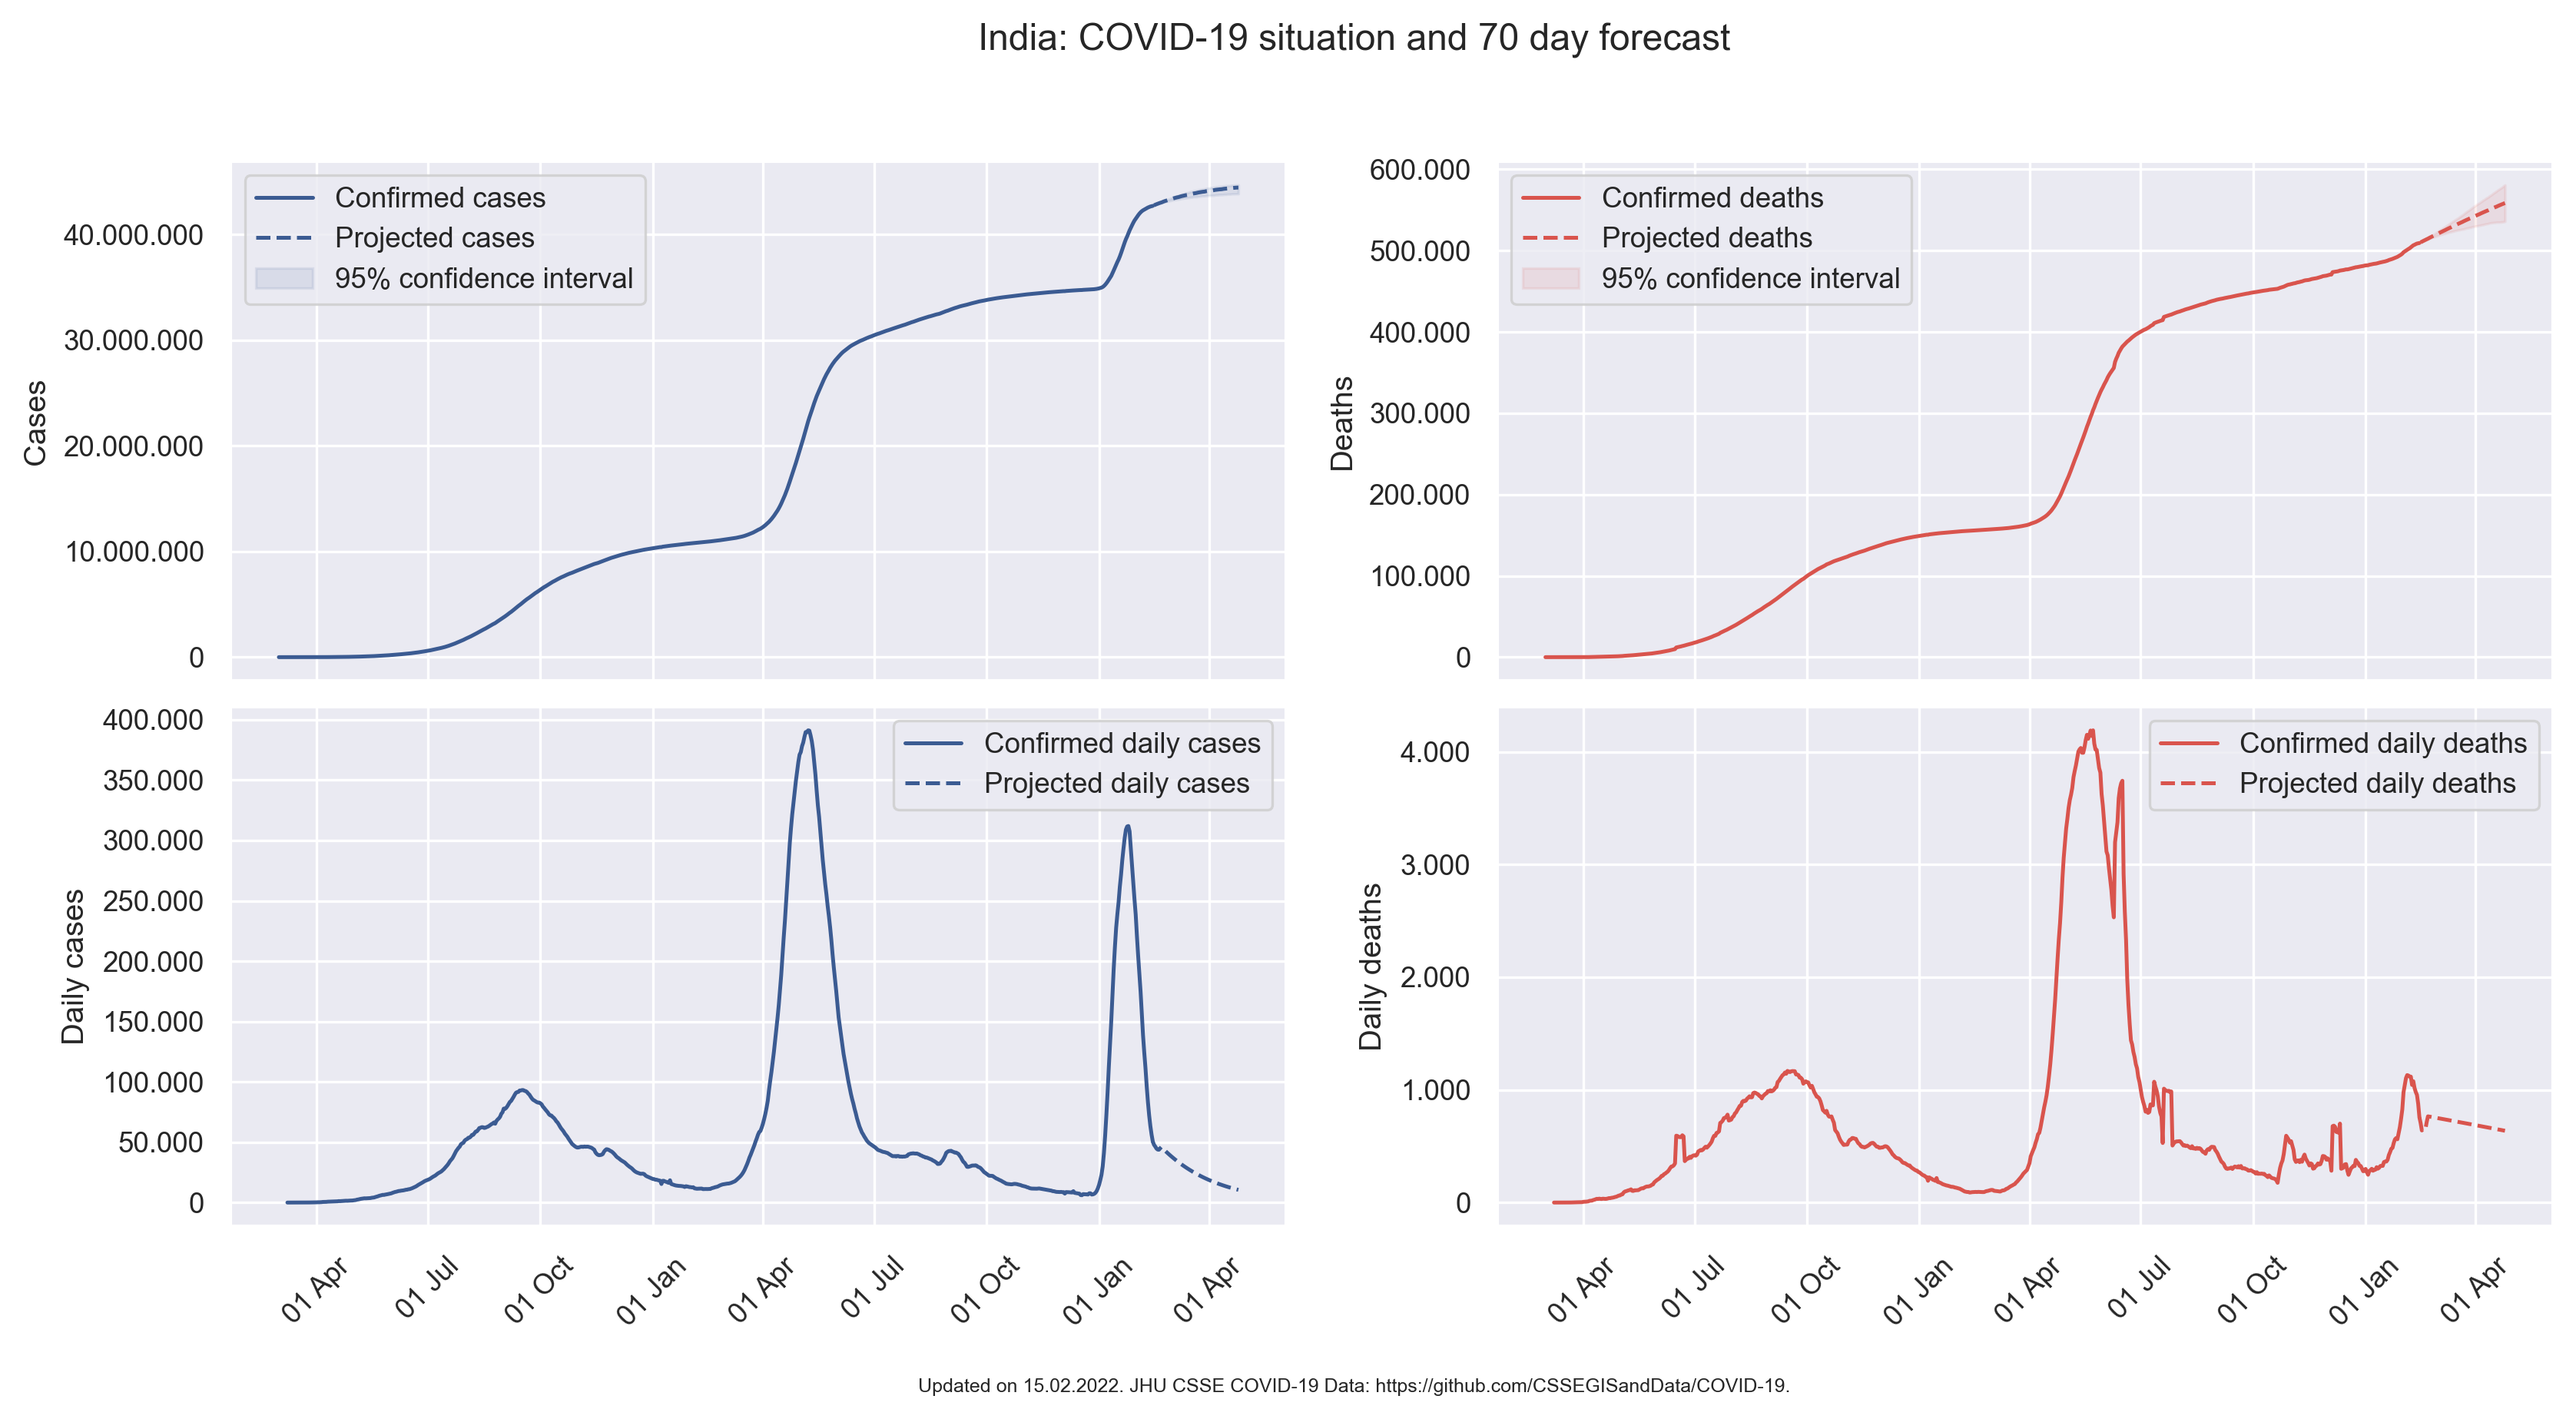 India: COVID-19 situation and 70 day forecast
Confirmed cases
Projected cases
95% confidence interval
Cases
40.000.000
30.000.000
20.000.000
10.000.000
0
Confirmed deaths
Projected deaths
95% confidence interval
Deaths
600.000
500.000
400.000
300.000
200.000
100.000
0
Confirmed daily cases
Projected daily cases
Daily cases
400.000
350.000
300.000
250.000
200.000
150.000
100.000
50.000
0
01 Apr
01 Jul
01 Oct
01 Jan
01 Apr
01 Jul
01 Oct
01 Jan
01 Apr
Confirmed daily deaths
Projected daily deaths
Daily deaths
4.000
3.000
2.000
1.000
0
01 Apr
01 Jul
01 Oct
01 Jan
01 Apr
01 Jul
01 Oct
01 Jan
01 Apr
Updated on 15.02.2022. JHU CSSE COVID-19 Data: https://github.com/CSSEGISandData/COVID-19.